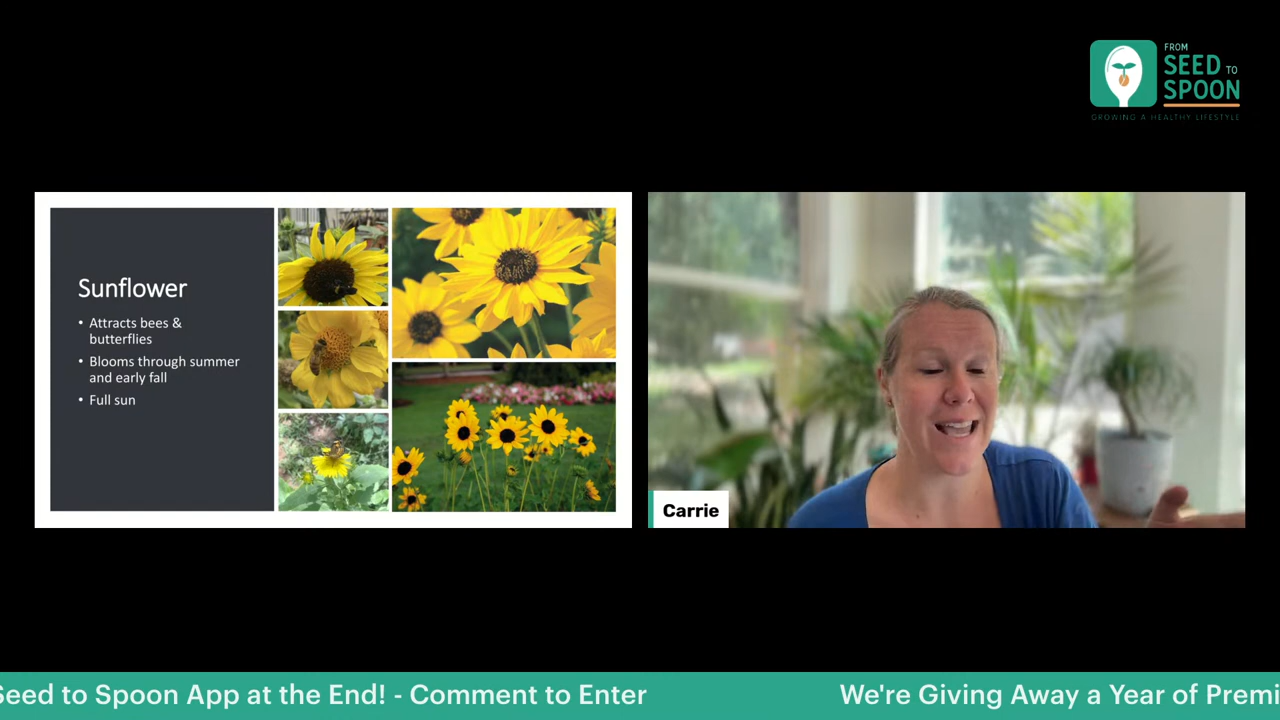 FROM
SEED TO
SPOON
GROWING A HEALTHY LIFESTYLE
Sunflower
• Attracts bees &
butterflies
• Blooms through summer
and early fall
• Full sun
Carrie
Seed to Spoon App at the End! - Comment to Enter We're Giving Away a Year of Premi